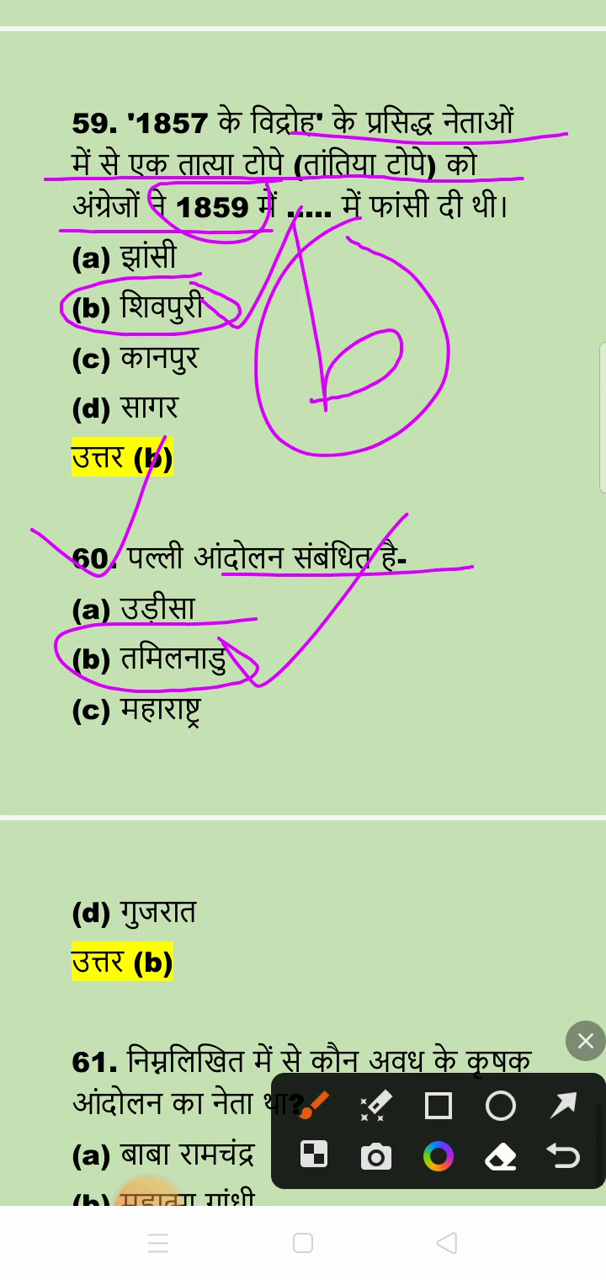 59. '1857 के विद्रोह' के प्रसिद्ध नेताओं
में से एक तात्या टोपे (तांतिया टोपे) को
अंग्रेजों ने 1859 में ..... में फांसी दी थी।
(a) झांसी
(b) शिवपुरी
(c) कानपुर
(d) सागर
b
उत्तर (b)
60. पल्ली आंदोलन संबंधित है-
(a) उड़ीसा
(b) तमिलनाडु
(c) महाराष्ट्र
(d) गुजरात
उत्तर (b)
61. निम्नलिखित में से कौन अवध के कृषक
आंदोलन का नेता था?
(a) बाबा रामचंद्र
(b) महात्मा गांधी